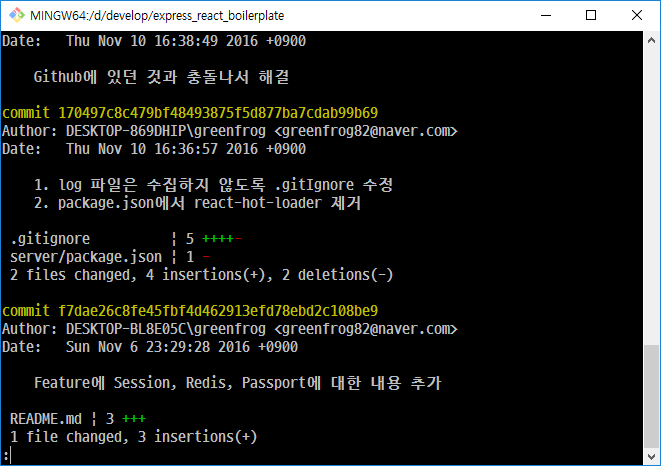 MINGW64:/d/develop/express_react_boilerplate
Date:   Thu Nov 10 16:38:49 2016 +0900
    Github에 있던 것과 충돌나서 해결
commit 170497c8c479bf48493875f5d877ba7cdab99b69
Author: DESKTOP-869DHIP\greenfrog <greenfrog82@naver.com>
Date:   Thu Nov 10 16:36:57 2016 +0900
    1. log 파일은 수집하지 않도록 .gitIgnore 수정
    2. package.json에서 react-hot-loader 제거
 .gitignore          ¦ 5 ++++-
 server/package.json ¦ 1 -
 2 files changed, 4 insertions(+), 2 deletions(-)
commit f7dae26c8fe45fbf4d462913efd78ebd2c108be9
Author: DESKTOP-BL8E05C\greenfrog <greenfrog82@naver.com>
Date:   Sun Nov 6 23:29:28 2016 +0900
    Feature에 Session, Redis, Passport에 대한 내용 추가
 README.md ¦ 3 +++
 1 file changed, 3 insertions(+)
: